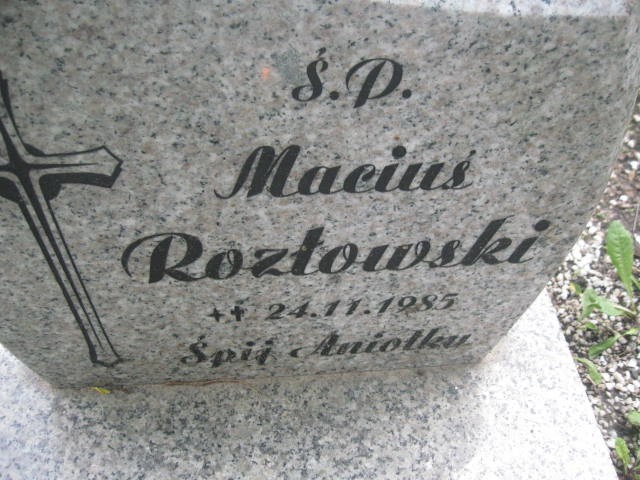 Ś.P.
Maciuś
Rozłowski
†† 24.11.1985
Śpij Aniołku